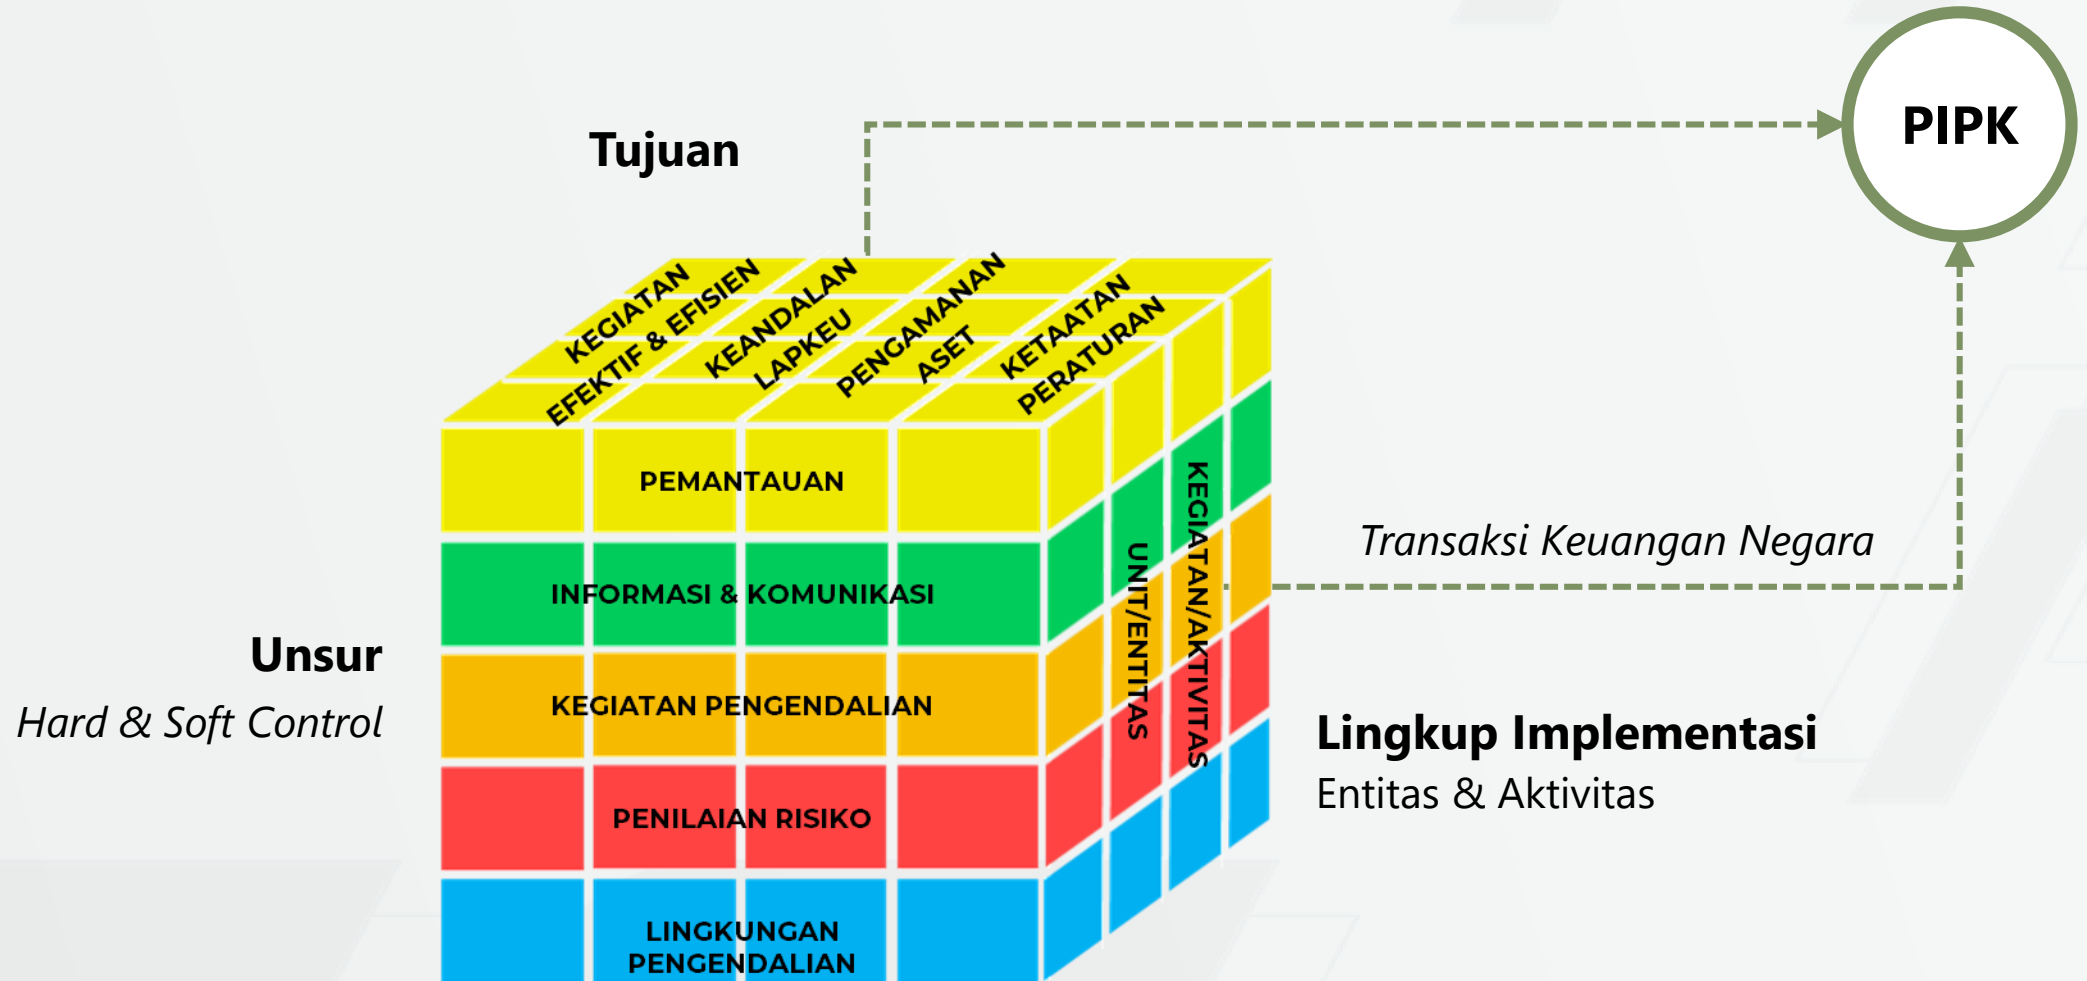 PIPK
Tujuan
KEGIATAN
EFEKTIF & EFISIEN
KEANDALAN
LAPKEU
PENGAMANAN
ASET
KETAATAN
PERATURAN
PEMANTAUAN
INFORMASI & KOMUNIKASI
KEGIATAN PENGENDALIAN
PENILAIAN RISIKO
LINGKUNGAN
PENGENDALIAN
UNIT/ENTITAS
KEGIATAN/AKTIVITAS
Unsur
Hard & Soft Control
Transaksi Keuangan Negara
Lingkup Implementasi
Entitas & Aktivitas